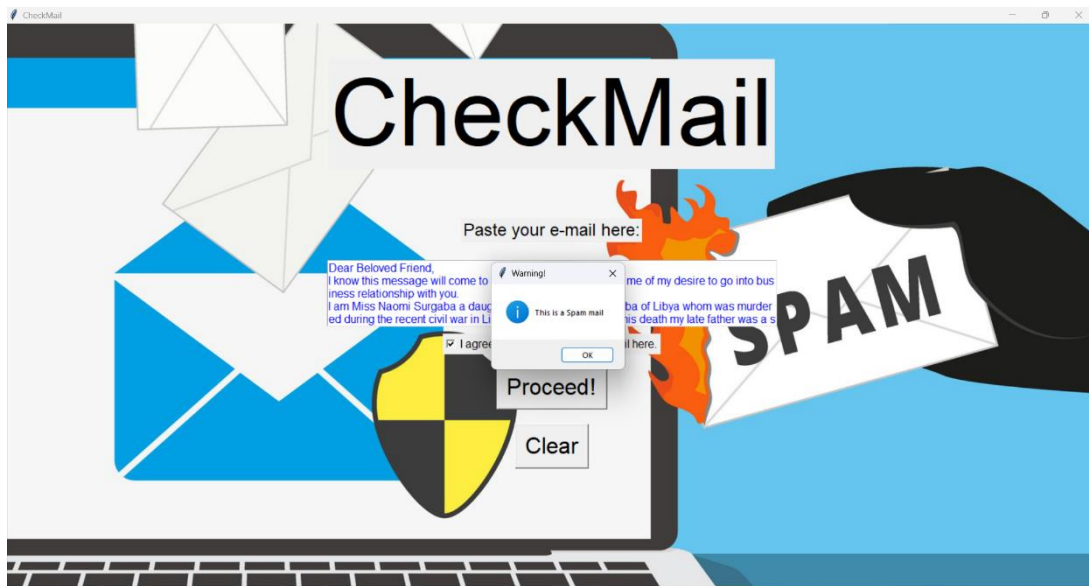 CheckMail
CheckMail
Paste your e-mail here:
Dear Beloved Friend,
I know this message will come to me of my desire to go into bus
iness relationship with you.
I am Miss Naomi Surgaba a daug ba of Libya whom was murder
ed during the recent civil war in Li his death my late father was a s
Warning!
This is a Spam mail
OK
I agre l here.
Proceed!
Clear
SPAM